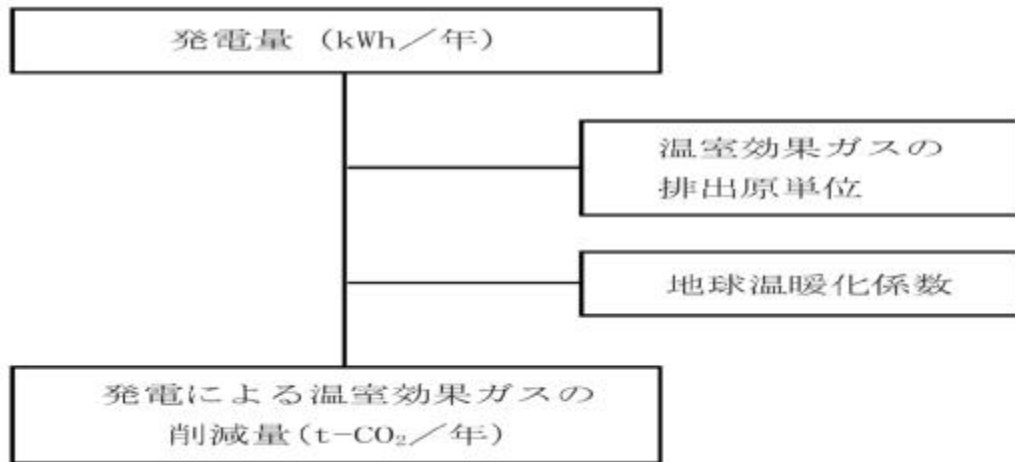 発電量 (kWh／年)
温室効果ガスの
排出原単位
地球温暖化係数
発電による温室効果ガスの
削減量(t-CO₂／年)